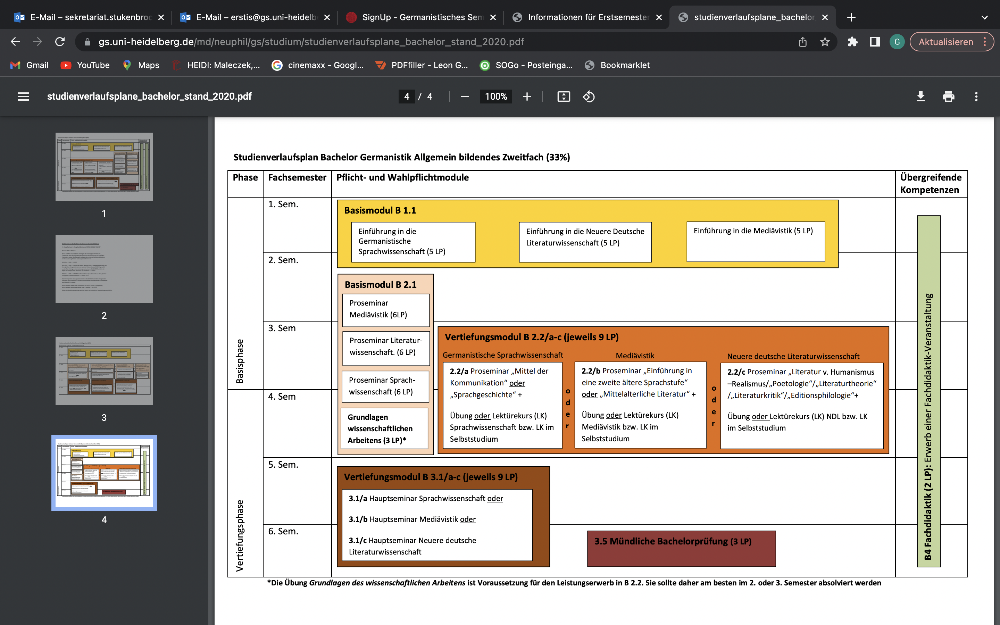 E-Mail – sekretariat.stukenbroc
E-Mail – erstis@gs.uni-heidelb
SignUp - Germanistisches Sem
Informationen für Erstsemester
studienverlaufsplane_bachelor
gs.uni-heidelberg.de/md/neuphil/gs/studium/studienverlaufsplane_bachelor_stand_2020.pdf
G
Aktualisieren
Gmail
YouTube
Maps
HEIDI: Maleczek,...
cinemaxx - Googl...
PDFfiller - Leon G...
SOGo - Posteinga...
Bookmarklet
studienverlaufsplane_bachelor_stand_2020.pdf
4 / 4
100%
1
2
3
4
Studienverlaufsplan Bachelor Germanistik Allgemein bildendes Zweitfach (33%)
Phase
Fachsemester
Pflicht- und Wahlpflichtmodule
Übergreifende
Kompetenzen
Basisphase
1. Sem.
Basismodul B 1.1
Einführung in die
Germanistische
Sprachwissenschaft (5 LP)
Einführung in die Neuere Deutsche
Literaturwissenschaft (5 LP)
Einführung in die Mediävistik (5 LP)
2. Sem.
Basismodul B 2.1
Proseminar
Mediävistik (6LP)
Proseminar Literatur-
wissenschaft. (6 LP)
Proseminar Sprach-
wissenschaft (6 LP)
Grundlagen
wissenschaftlichen
Arbeitens (3 LP)*
3. Sem
Vertiefungsmodul B 2.2/a-c (jeweils 9 LP)
Germanistische Sprachwissenschaft
2.2/a Proseminar „Mittel der
Kommunikation“ oder
„Sprachgeschichte“ +
Übung oder Lektürekurs (LK)
Sprachwissenschaft bzw. LK im
Selbststudium
oder
Mediävistik
2.2/b Proseminar „Einführung in
eine zweite ältere Sprachstufe“
oder „Mittelalterliche Literatur“ +
Übung oder Lektürekurs (LK)
Mediävistik bzw. LK im
Selbststudium
oder
Neuere deutsche Literaturwissenschaft
2.2/c Proseminar „Literatur v. Humanismus
–Realismus/„Poetologie“/„Literaturtheorie“
/„Literaturkritik“/„Editionsphilologie“+
Übung oder Lektürekurs (LK) NDL bzw. LK
im Selbststudium
Vertiefungsphase
4. Sem
5. Sem.
Vertiefungsmodul B 3.1/a-c (jeweils 9 LP)
3.1/a Hauptseminar Sprachwissenschaft oder
3.1/b Hauptseminar Mediävistik oder
3.1/c Hauptseminar Neuere deutsche
Literaturwissenschaft
6. Sem.
3.5 Mündliche Bachelorprüfung (3 LP)
B4 Fachdidaktik (2 LP): Erwerb einer Fachdidaktik-Veranstaltung
*Die Übung Grundlagen des wissenschaftlichen Arbeitens ist Voraussetzung für den Leistungserwerb in B 2.2. Sie sollte daher am besten im 2. oder 3. Semester absolviert werden